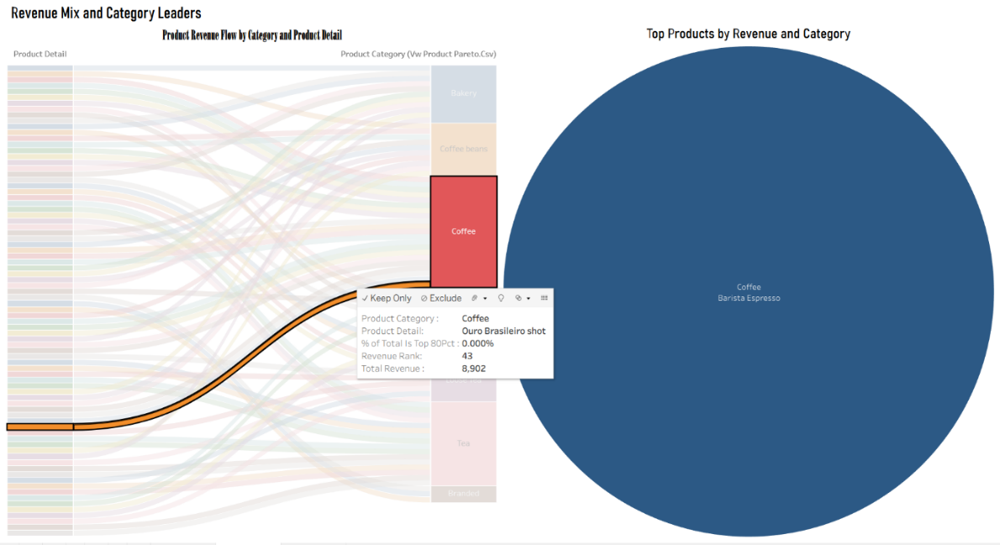 Revenue Mix and Category Leaders
Product Revenue Flow by Category and Product Detail
Product Detail
Product Category (Vw Product Pareto.Csv)
Bakery
Coffee beans
Coffee
Keep Only
Exclude
Product Category : Coffee
Product Detail: Ouro Brasileiro shot
% of Total Is Top 80Pct : 0.000%
Revenue Rank: 43
Total Revenue : 8,902
Tea
Branded
Top Products by Revenue and Category
Coffee
Barista Espresso